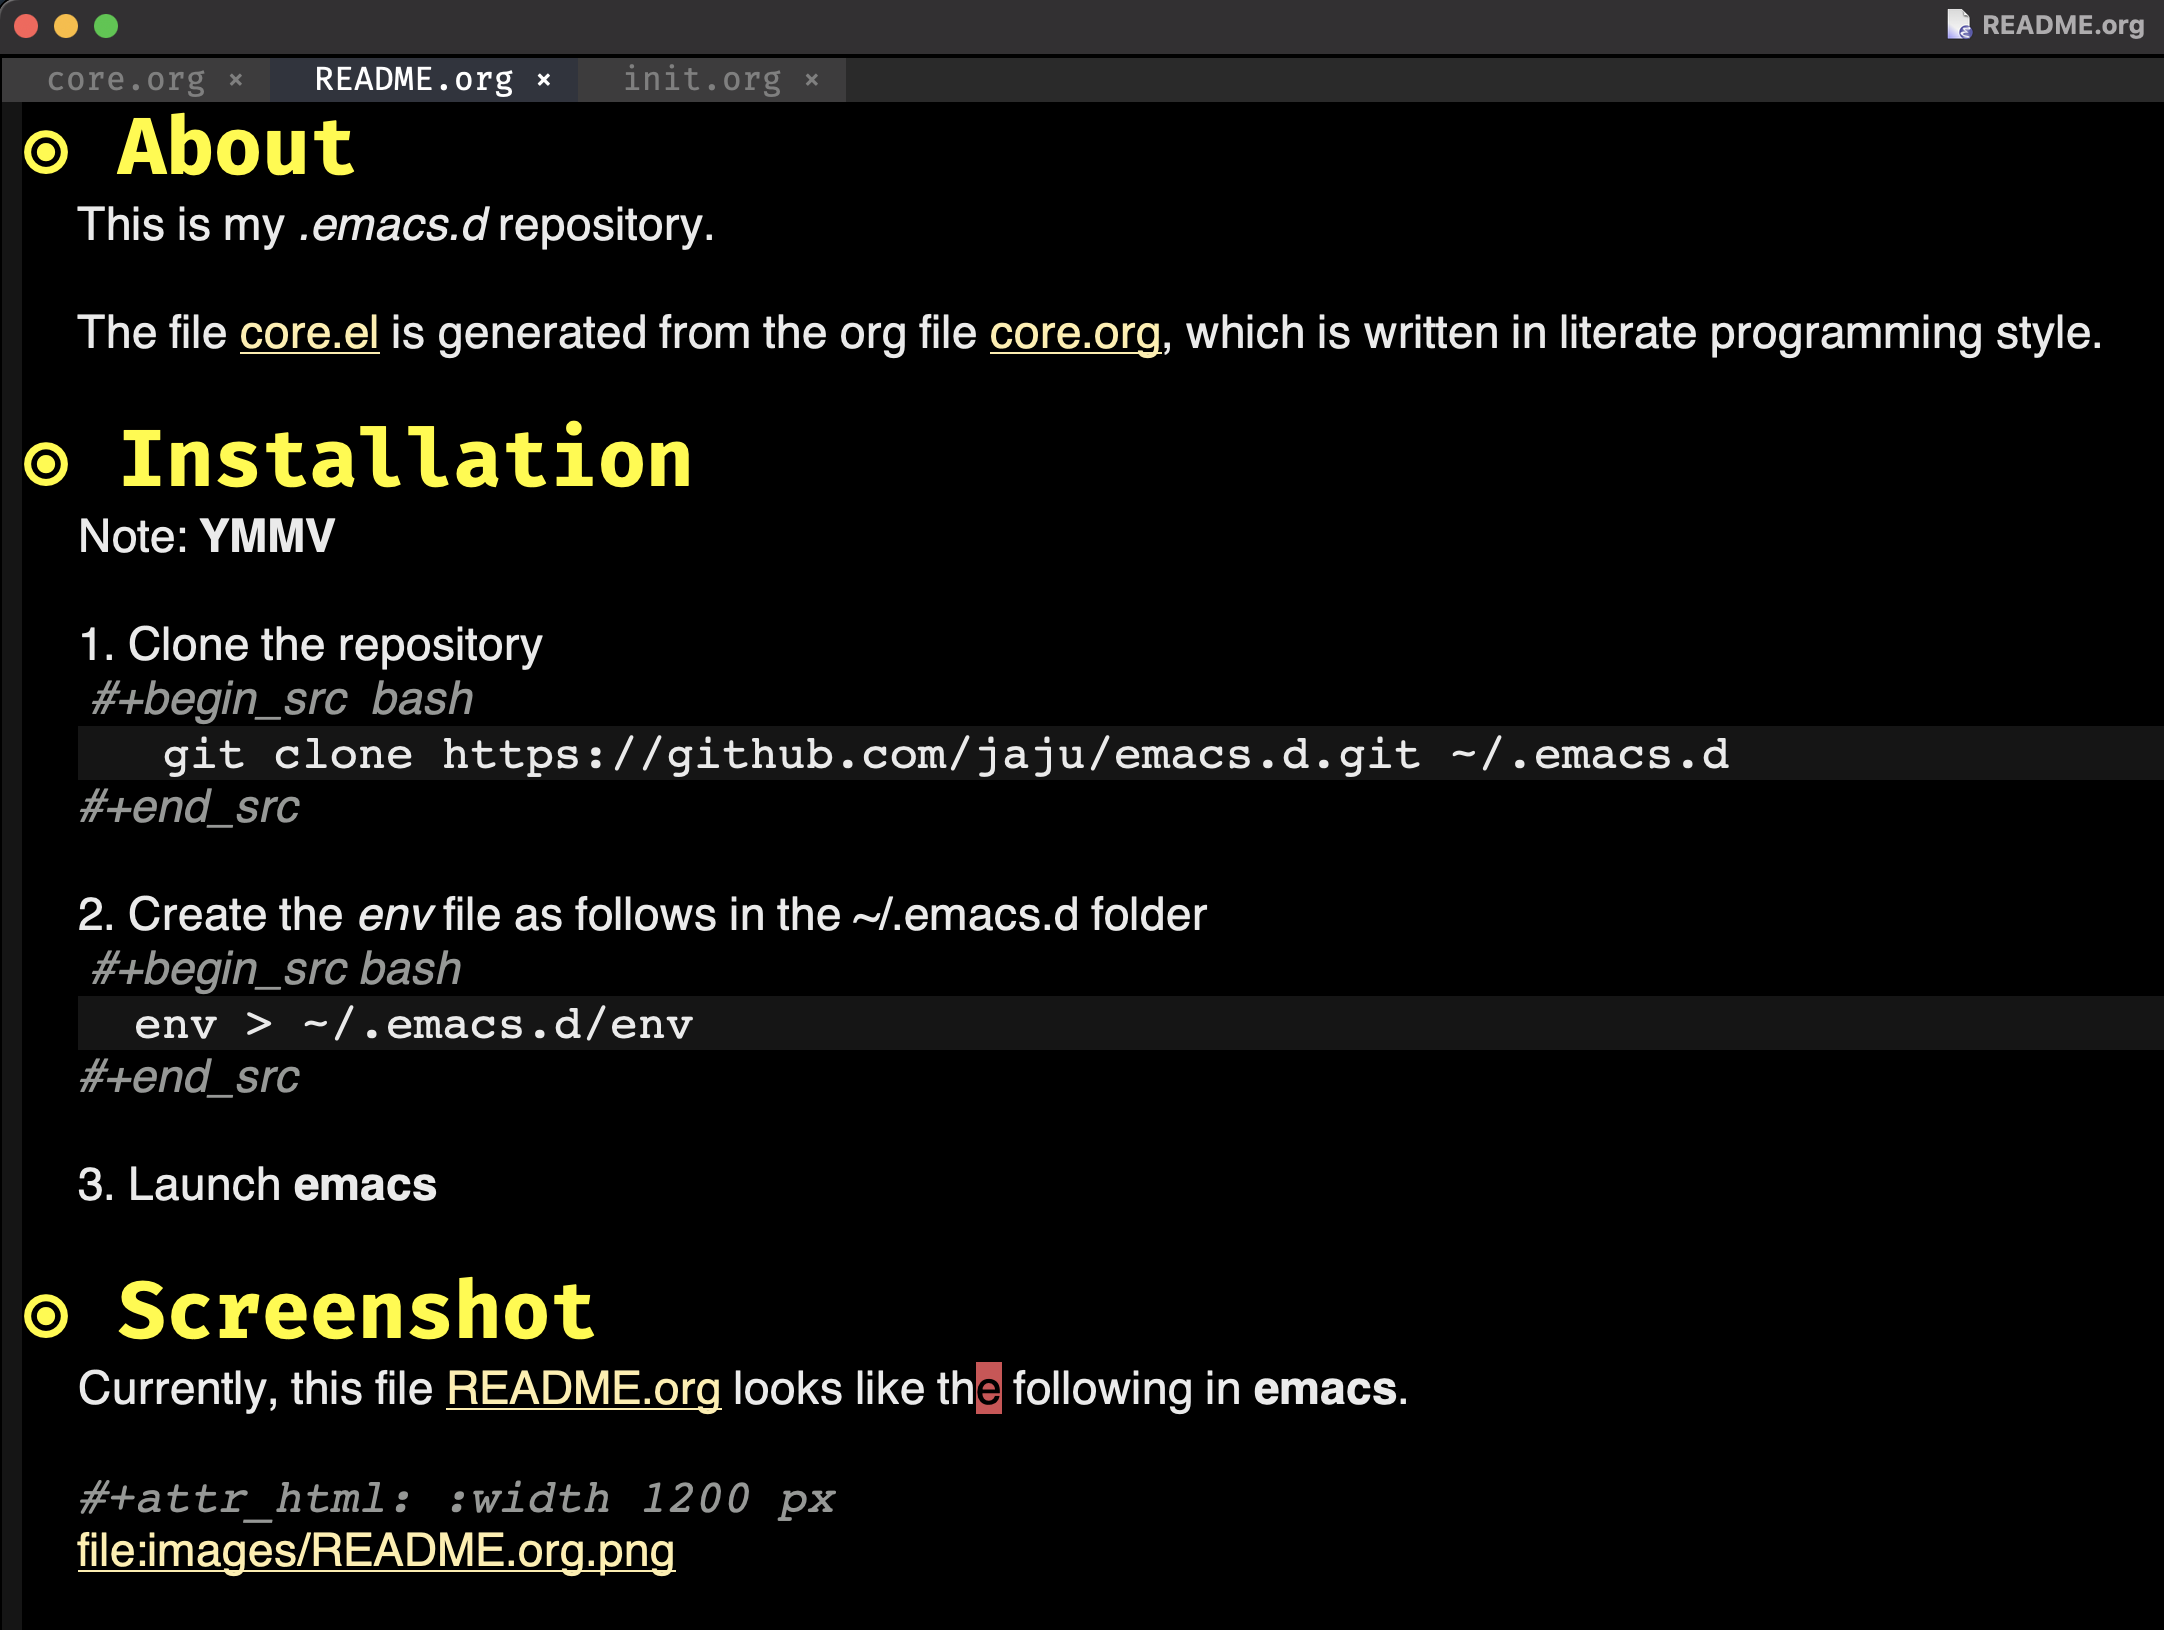 README.org
core.org × README.org × init.org ×
About
This is my .emacs.d repository.
The file core.el is generated from the org file core.org, which is written in literate programming style.
Installation
Note: YMMV
1. Clone the repository
#+begin_src  bash
git clone https://github.com/jaju/emacs.d.git ~/.emacs.d
#+end_src
2. Create the env file as follows in the ~/.emacs.d folder
#+begin_src bash
env > ~/.emacs.d/env
#+end_src
3. Launch emacs
Screenshot
Currently, this file README.org looks like the following in emacs.
#+attr_html: :width 1200 px
file:images/README.org.png